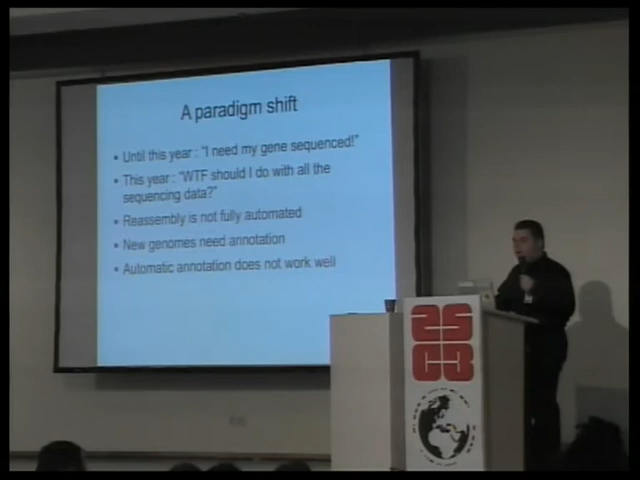 A paradigm shift
• Until this year : "I need my gene sequenced!"
• This year : "WTF should I do with all the
sequencing data?"
• Reassembly is not fully automated
• New genomes need annotation
• Automatic annotation does not work well
25
C3